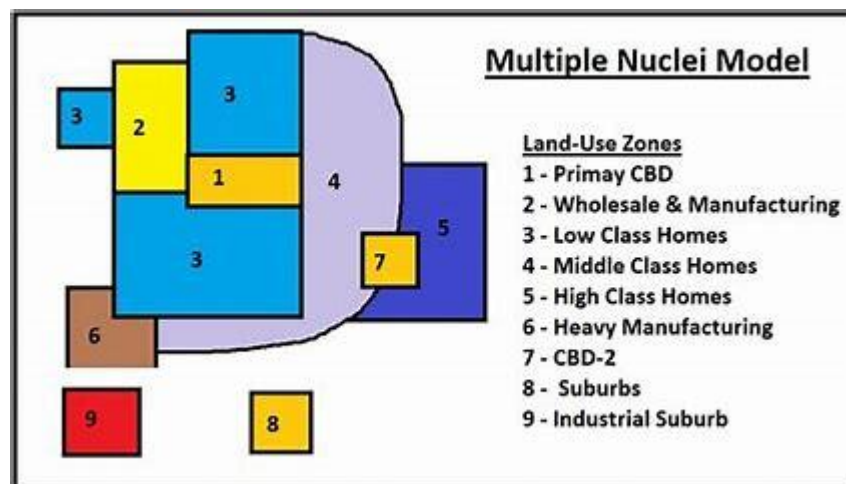 Multiple Nuclei Model
Land-Use Zones
1 - Primay CBD
2 - Wholesale & Manufacturing
3 - Low Class Homes
4 - Middle Class Homes
5 - High Class Homes
6 - Heavy Manufacturing
7 - CBD-2
8 - Suburbs
9 - Industrial Suburb
3
3
2
1
4
5
3
7
6
9
8